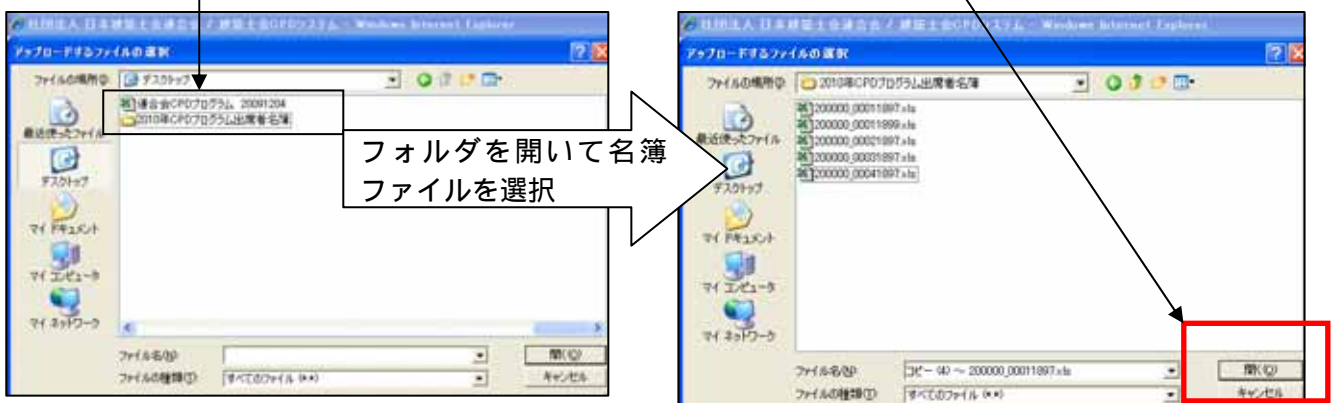 社団法人 日本建築士会連合会 / 建築士会CPDシステム - Windows Internet Explorer
アップロードするファイルの選択
ファイルの場所(I):
デスクトップ
連合会CPDプログラム 20091204
2010年CPDプログラム出席者名簿
最近使ったファイル
デスクトップ
マイ ドキュメント
マイ コンピュータ
マイ ネットワーク
ファイル名(N):
開く(O)
ファイルの種類(T):
すべてのファイル (*.*)
キャンセル
フォルダを開いて名簿
ファイルを選択
社団法人 日本建築士会連合会 / 建築士会CPDシステム - Windows Internet Explorer
アップロードするファイルの選択
ファイルの場所(I):
2010年CPDプログラム出席者名簿
200000_00011897.xls
200000_00011899.xls
200000_00021897.xls
200000_00031897.xls
200000_00041897.xls
最近使ったファイル
デスクトップ
マイ ドキュメント
マイ コンピュータ
マイ ネットワーク
ファイル名(N):
コピー (4) ~ 200000_00011897.xls
開く(O)
ファイルの種類(T):
すべてのファイル (*.*)
キャンセル